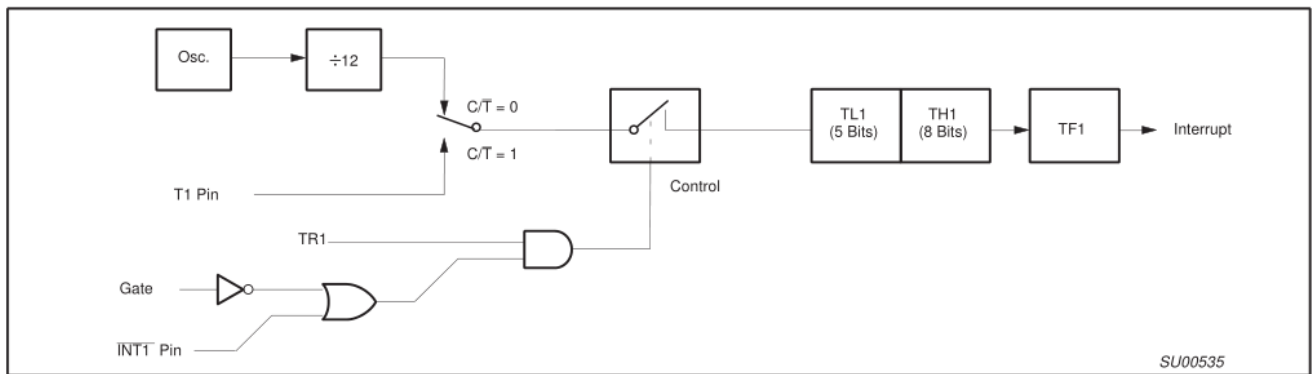 Osc.
÷12
C/T̅ = 0
C/T̅ = 1
T1 Pin
Control
TL1
(5 Bits)
TH1
(8 Bits)
TF1
Interrupt
TR1
Gate
I̅N̅T̅1̅ Pin
SU00535